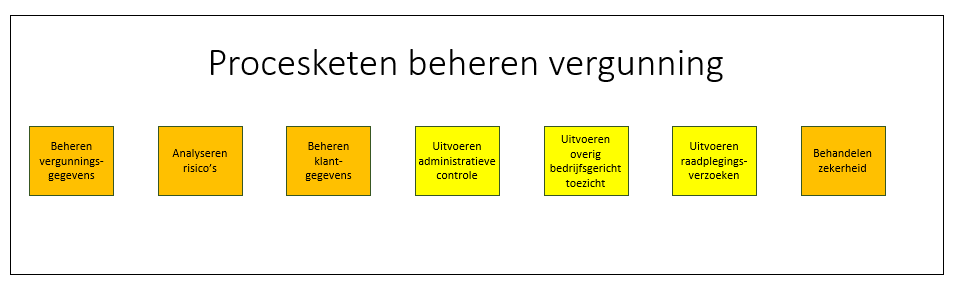 Procesketen beheren vergunning
Beheren
vergunnings-
gegevens
Analyseren
risico's
Beheren
klant-
gegevens
Uitvoeren
administratieve
controle
Uitvoeren
overig
bedrijfsgericht
toezicht
Uitvoeren
raadplegings-
verzoeken
Behandelen
zekerheid